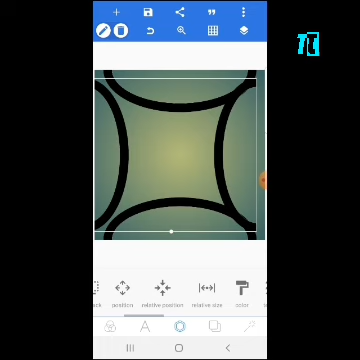 position
relative position
relative size
color
A